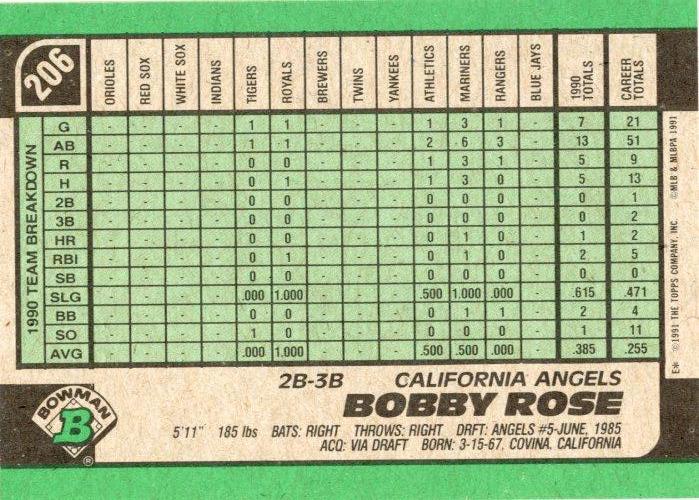 206
ORIOLES RED SOX WHITE SOX INDIANS TIGERS ROYALS BREWERS TWINS YANKEES ATHLETICS MARINERS RANGERS BLUE JAYS 1990 TOTALS CAREER TOTALS
1990 TEAM BREAKDOWN
G - - - - 1 1 - - - 1 3 1 - 7 21
AB - - - - 1 1 - - - 2 6 3 - 13 51
R - - - - 0 0 - - - 1 3 1 - 5 9
H - - - - 0 1 - - - 1 3 0 - 5 13
2B - - - - 0 0 - - - 0 0 0 - 0 1
3B - - - - 0 0 - - - 0 0 0 - 0 2
HR - - - - 0 0 - - - 0 1 0 - 1 2
RBI - - - - 0 1 - - - 0 1 0 - 2 5
SB - - - - 0 0 - - - 0 0 0 - 0 0
SLG - - - - .000 1.000 - - - .500 1.000 .000 - .615 .471
BB - - - - 0 0 - - - 0 1 1 - 2 4
SO - - - - 1 0 - - - 0 0 0 - 1 11
AVG - - - - .000 1.000 - - - .500 .500 .000 - .385 .255
E* ©1991 THE TOPPS COMPANY, INC. ©MLB & MLBPA 1991
2B-3B CALIFORNIA ANGELS
BOBBY ROSE
5'11" 185 lbs BATS: RIGHT THROWS: RIGHT DRFT: ANGELS #5-JUNE, 1985
ACQ: VIA DRAFT BORN: 3-15-67, COVINA, CALIFORNIA
BOWMAN
B
®